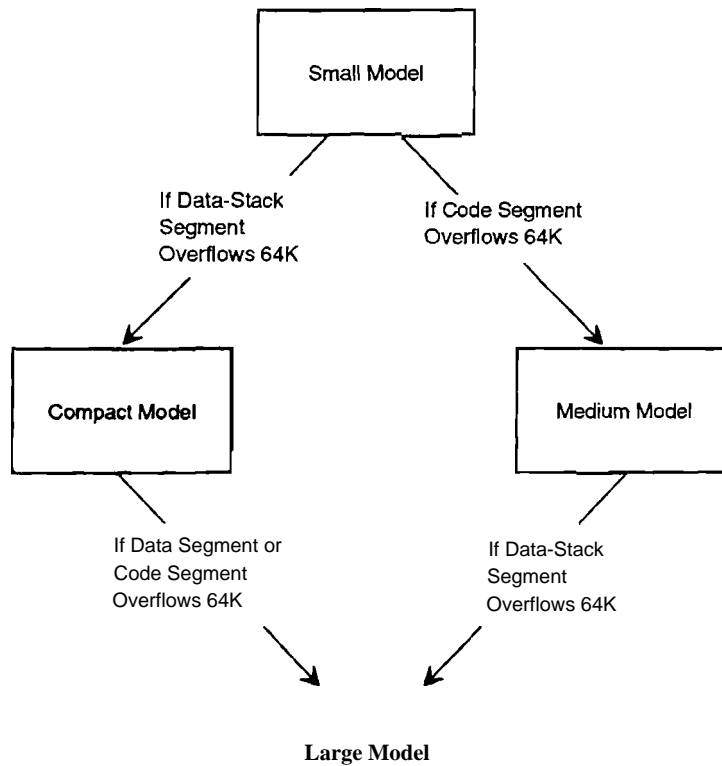 Small Model
If Data-Stack
Segment
Overflows 64K
If Code Segment
Overflows 64K
Compact Model
Medium Model
If Data Segment or
Code Segment
Overflows 64K
If Data-Stack
Segment
Overflows 64K
Large Model